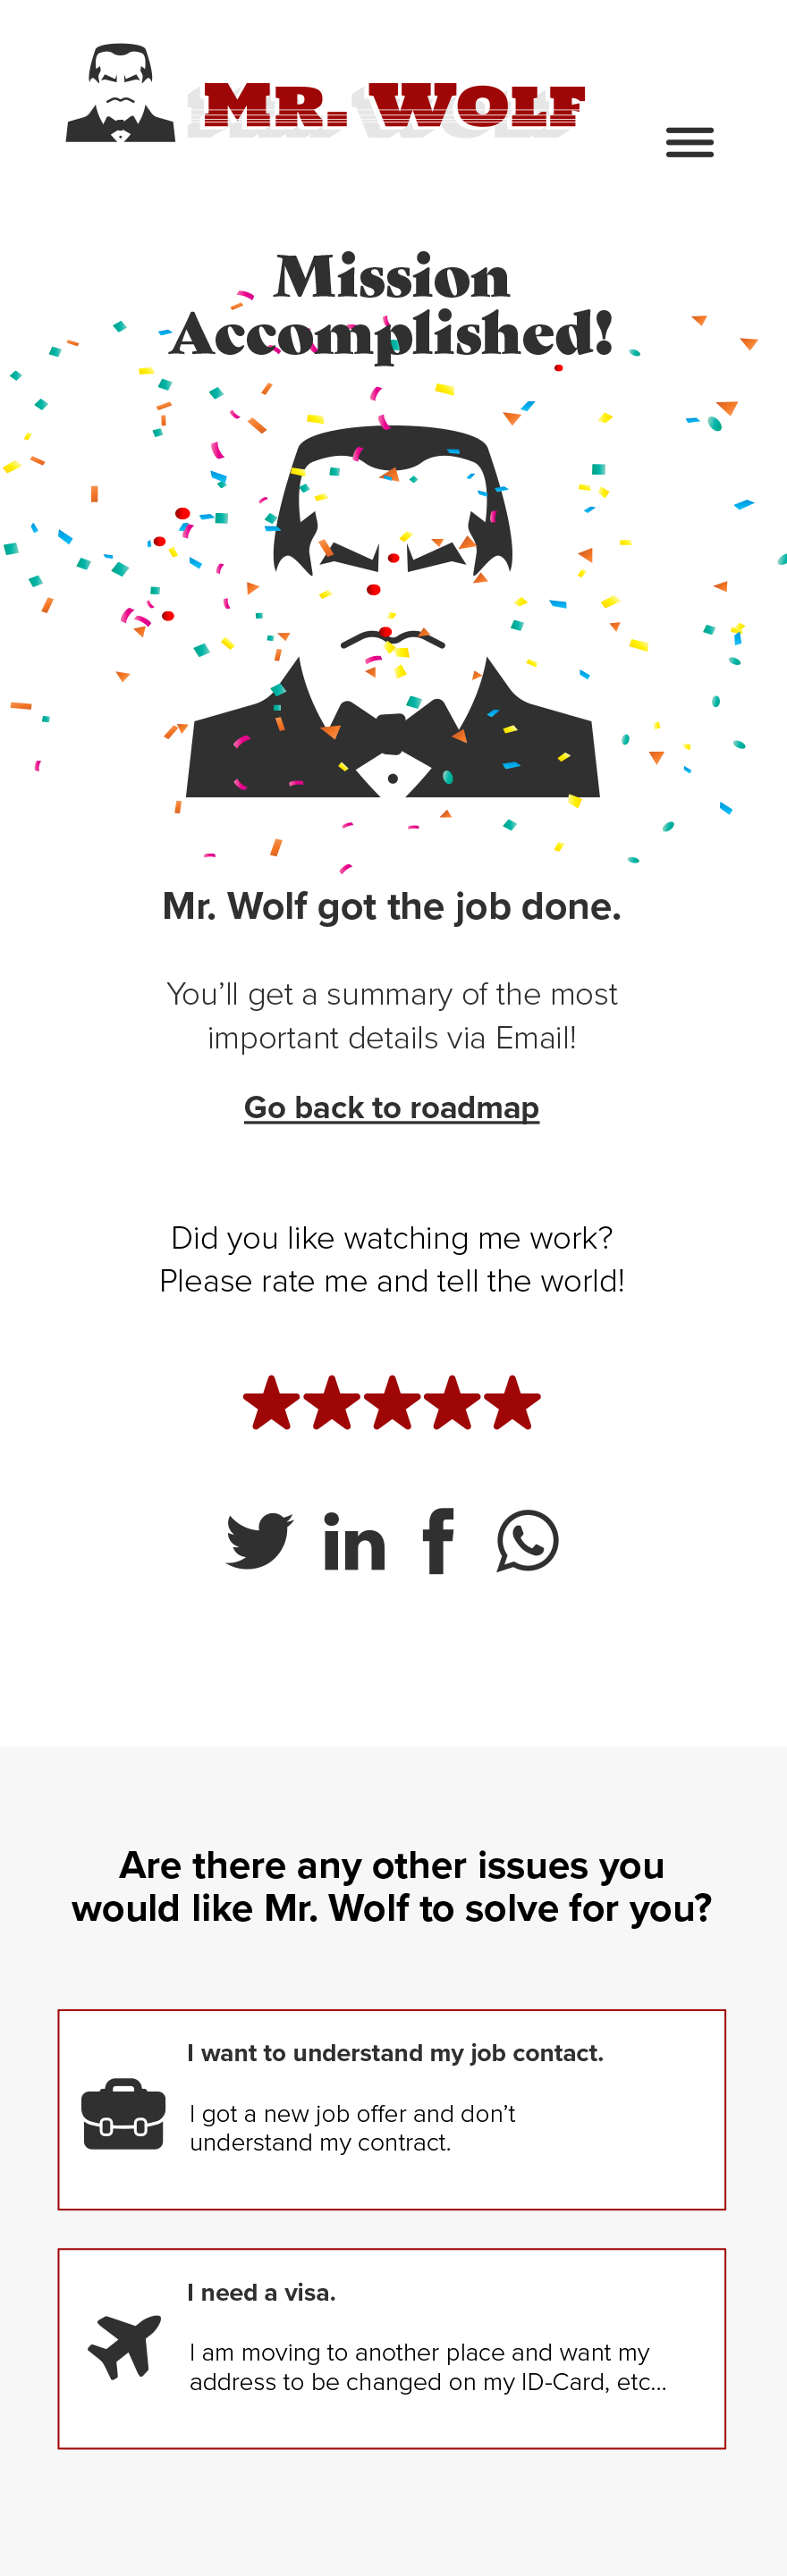 Mr. Wolf
Mission
Accomplished!
Mr. Wolf got the job done.
You’ll get a summary of the most
important details via Email!
Go back to roadmap
Did you like watching me work?
Please rate me and tell the world!
in
f
Are there any other issues you
would like Mr. Wolf to solve for you?
I want to understand my job contact.
I got a new job offer and don’t
understand my contract.
I need a visa.
I am moving to another place and want my
address to be changed on my ID-Card, etc...